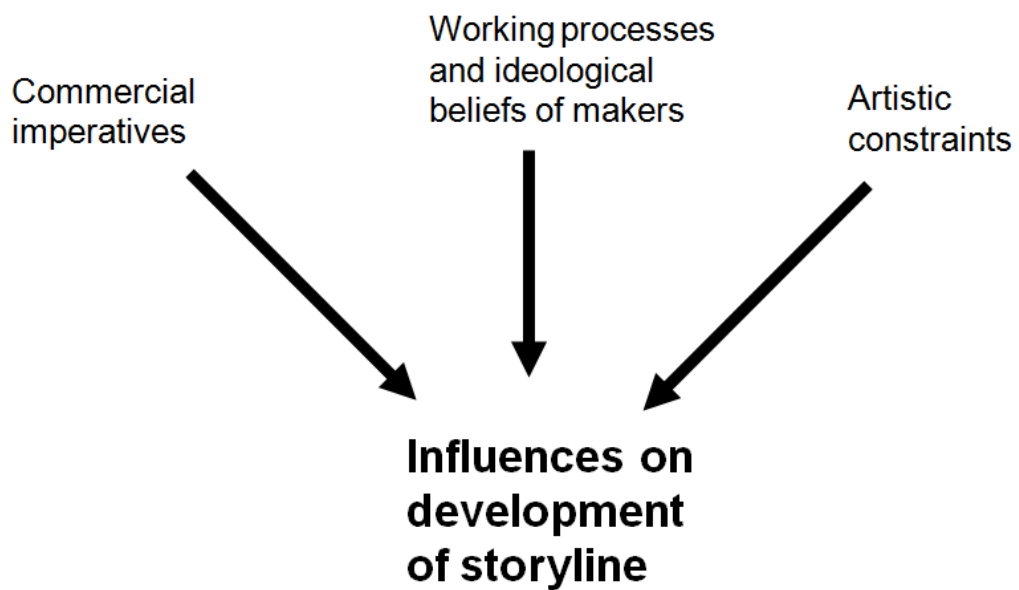 Commercial
imperatives
Working processes
and ideological
beliefs of makers
Artistic
constraints
Influences on
development
of storyline